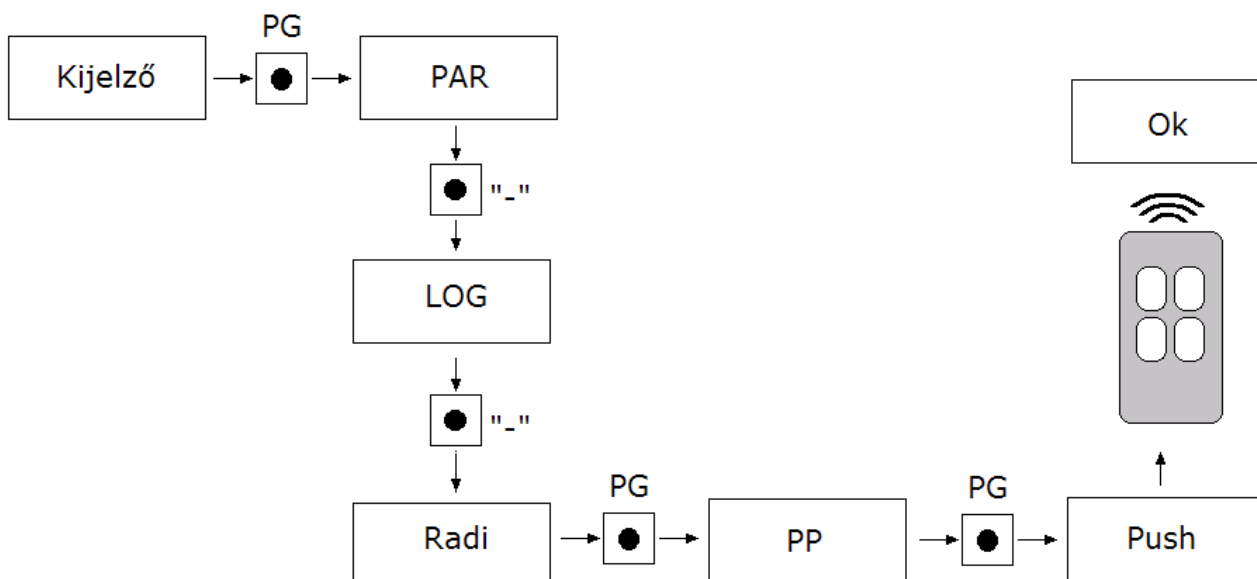 PG
Kijelző
PAR
"-"
LOG
"-"
Radi
PG
PP
PG
Push
Ok